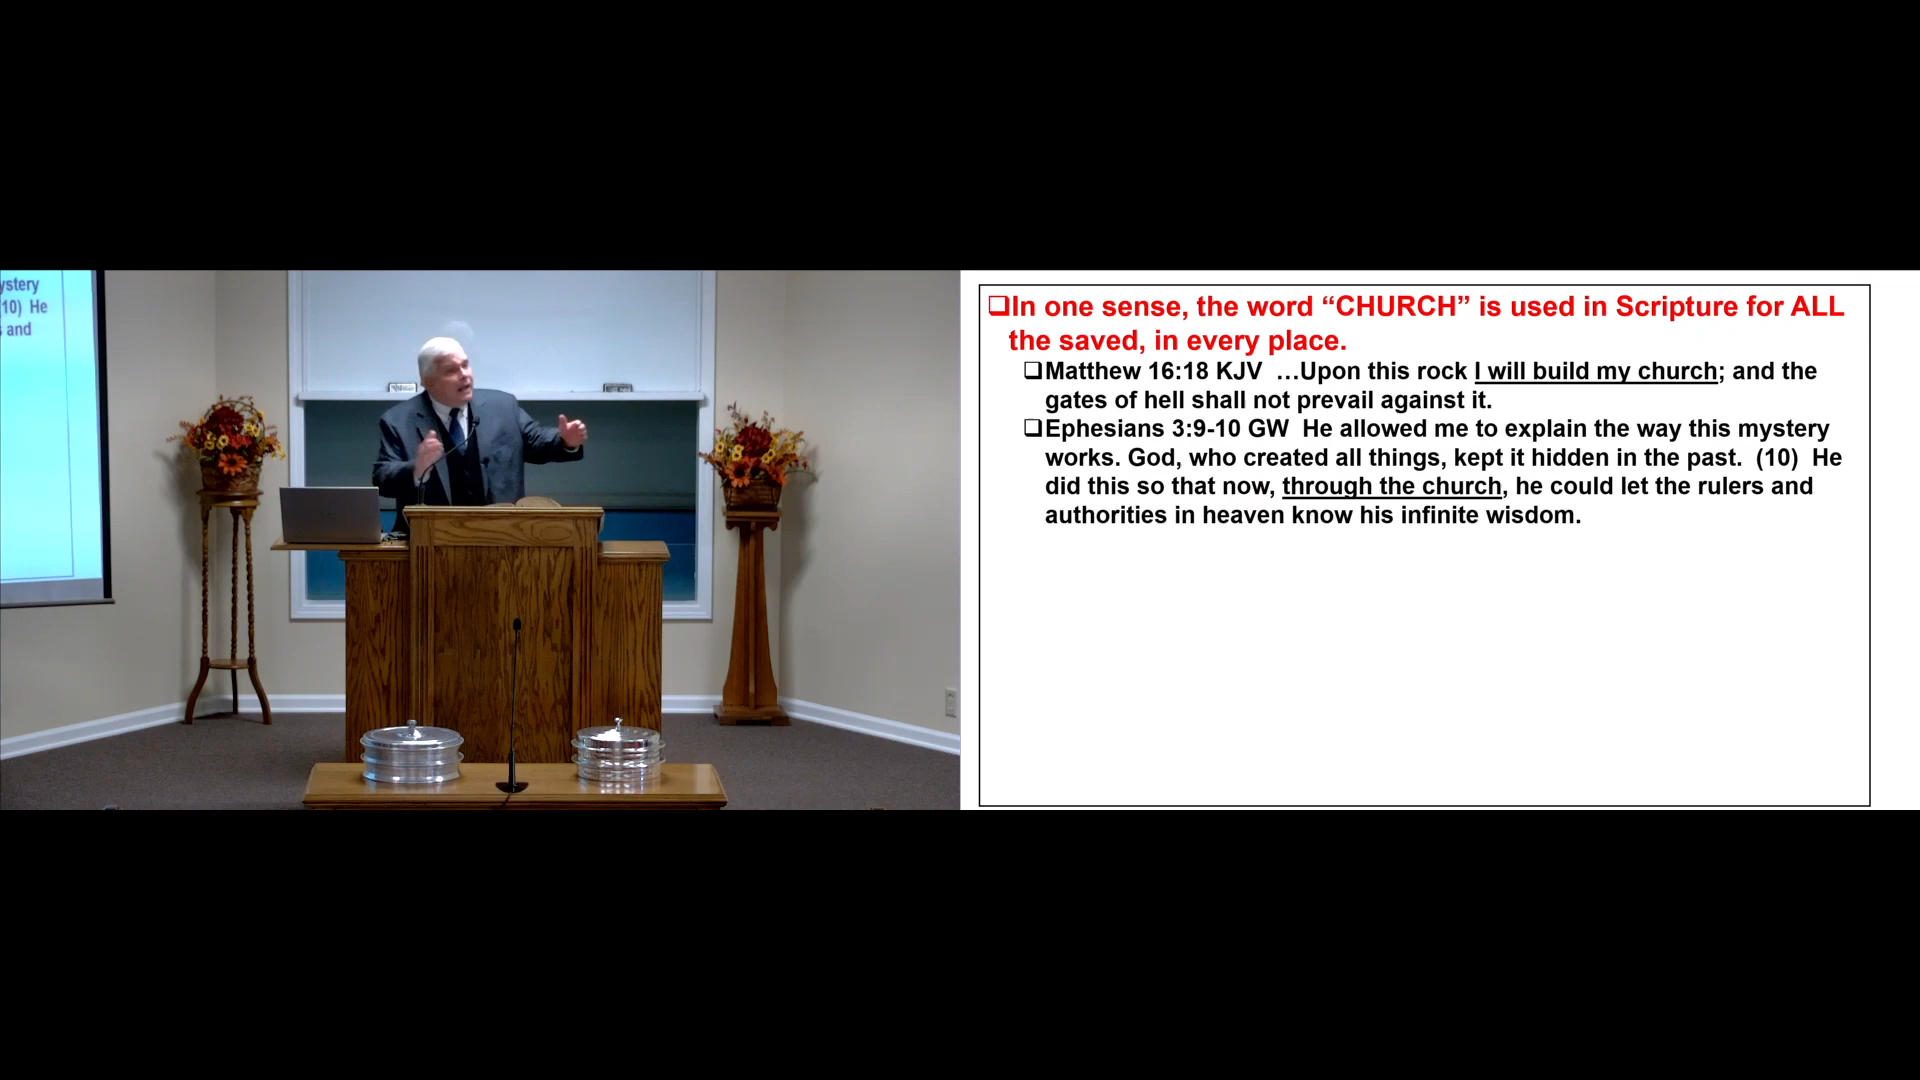 ystery
10) He
and
❑In one sense, the word “CHURCH” is used in Scripture for ALL
the saved, in every place.
❑Matthew 16:18 KJV …Upon this rock I will build my church; and the
gates of hell shall not prevail against it.
❑Ephesians 3:9-10 GW He allowed me to explain the way this mystery
works. God, who created all things, kept it hidden in the past. (10) He
did this so that now, through the church, he could let the rulers and
authorities in heaven know his infinite wisdom.